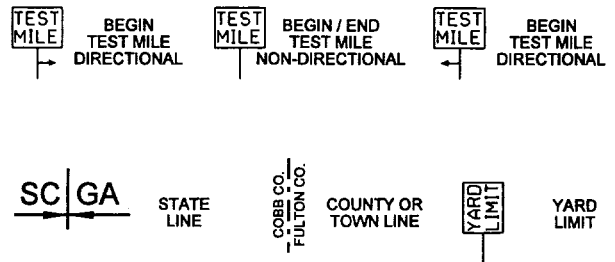 TEST
MILE
BEGIN
TEST MILE
DIRECTIONAL
TEST
MILE
BEGIN / END
TEST MILE
NON-DIRECTIONAL
TEST
MILE
BEGIN
TEST MILE
DIRECTIONAL
SC GA
STATE
LINE
COBB CO.
FULTON CO.
COUNTY OR
TOWN LINE
YARD
LIMIT
YARD
LIMIT